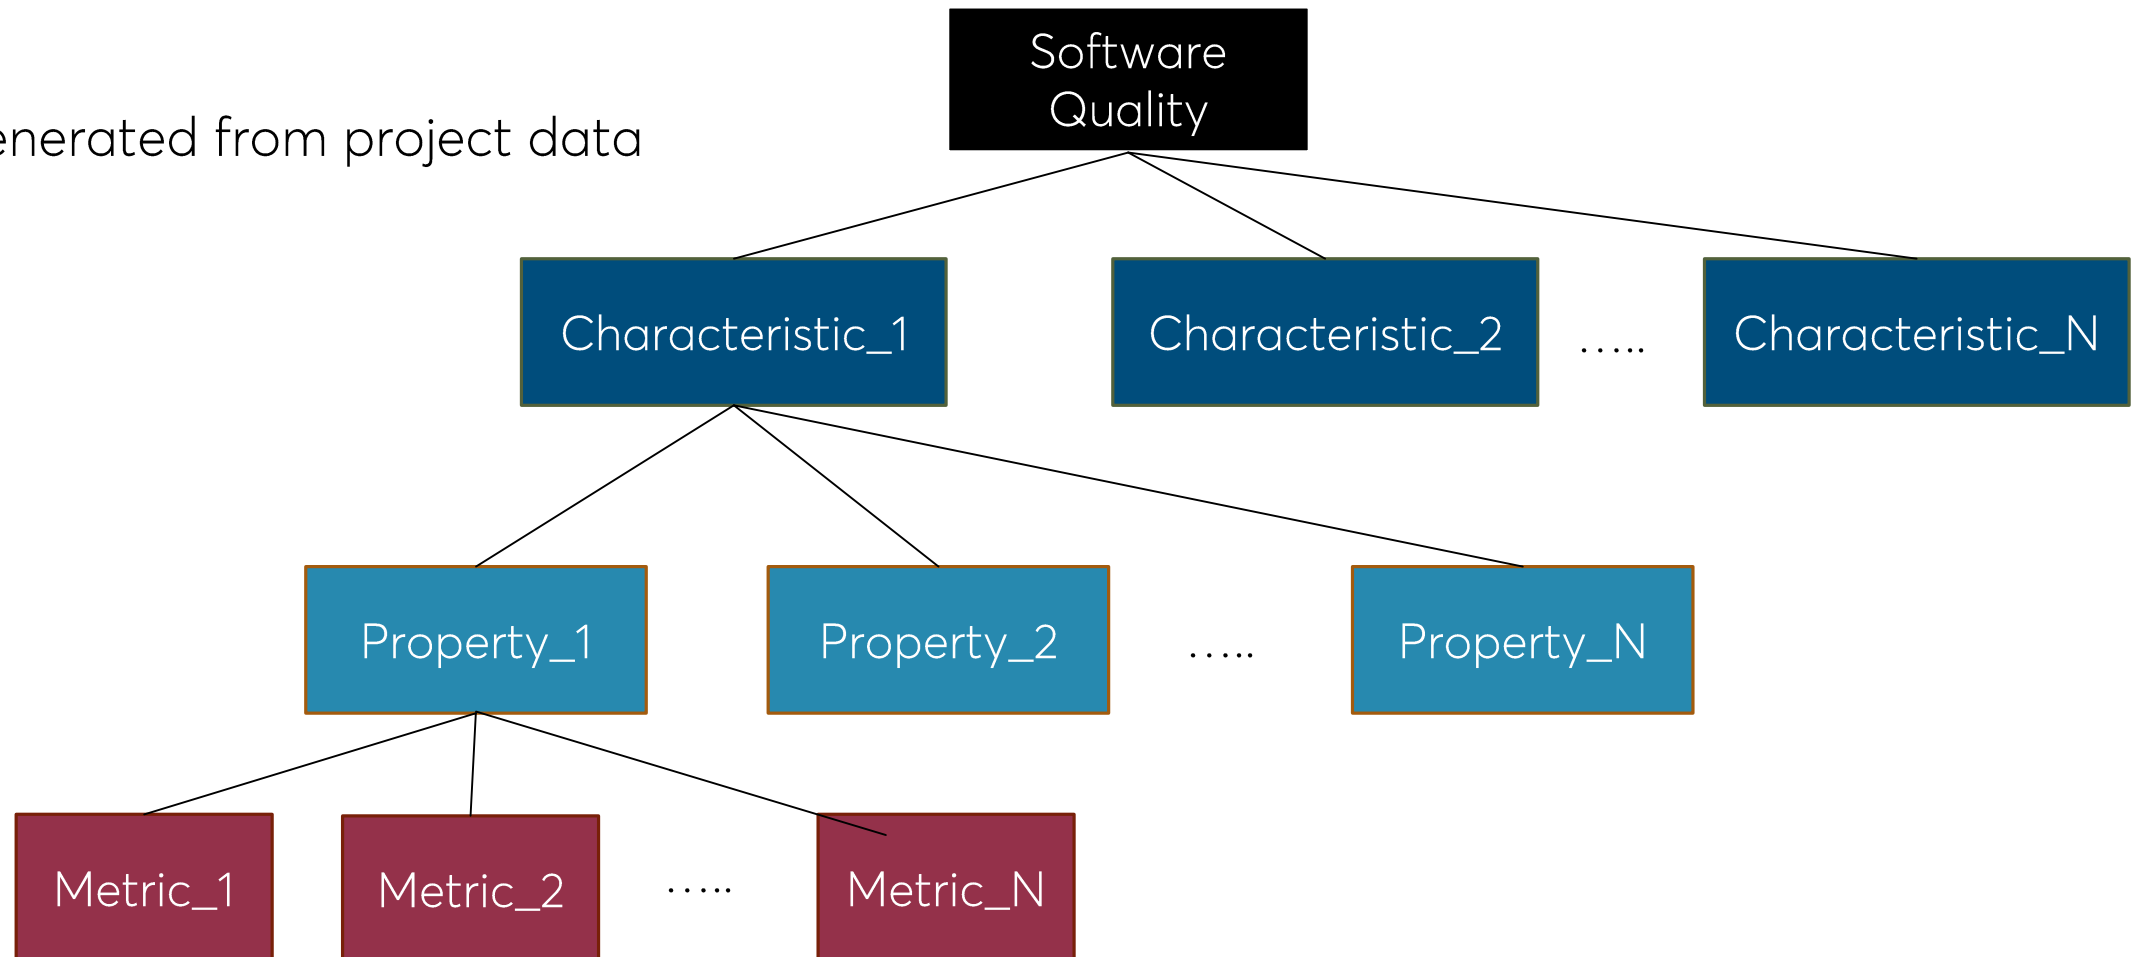 Software
Quality
enerated from project data
Characteristic_1
Characteristic_2
.....
Characteristic_N
Property_1
Property_2
.....
Property_N
Metric_1
Metric_2
.....
Metric_N